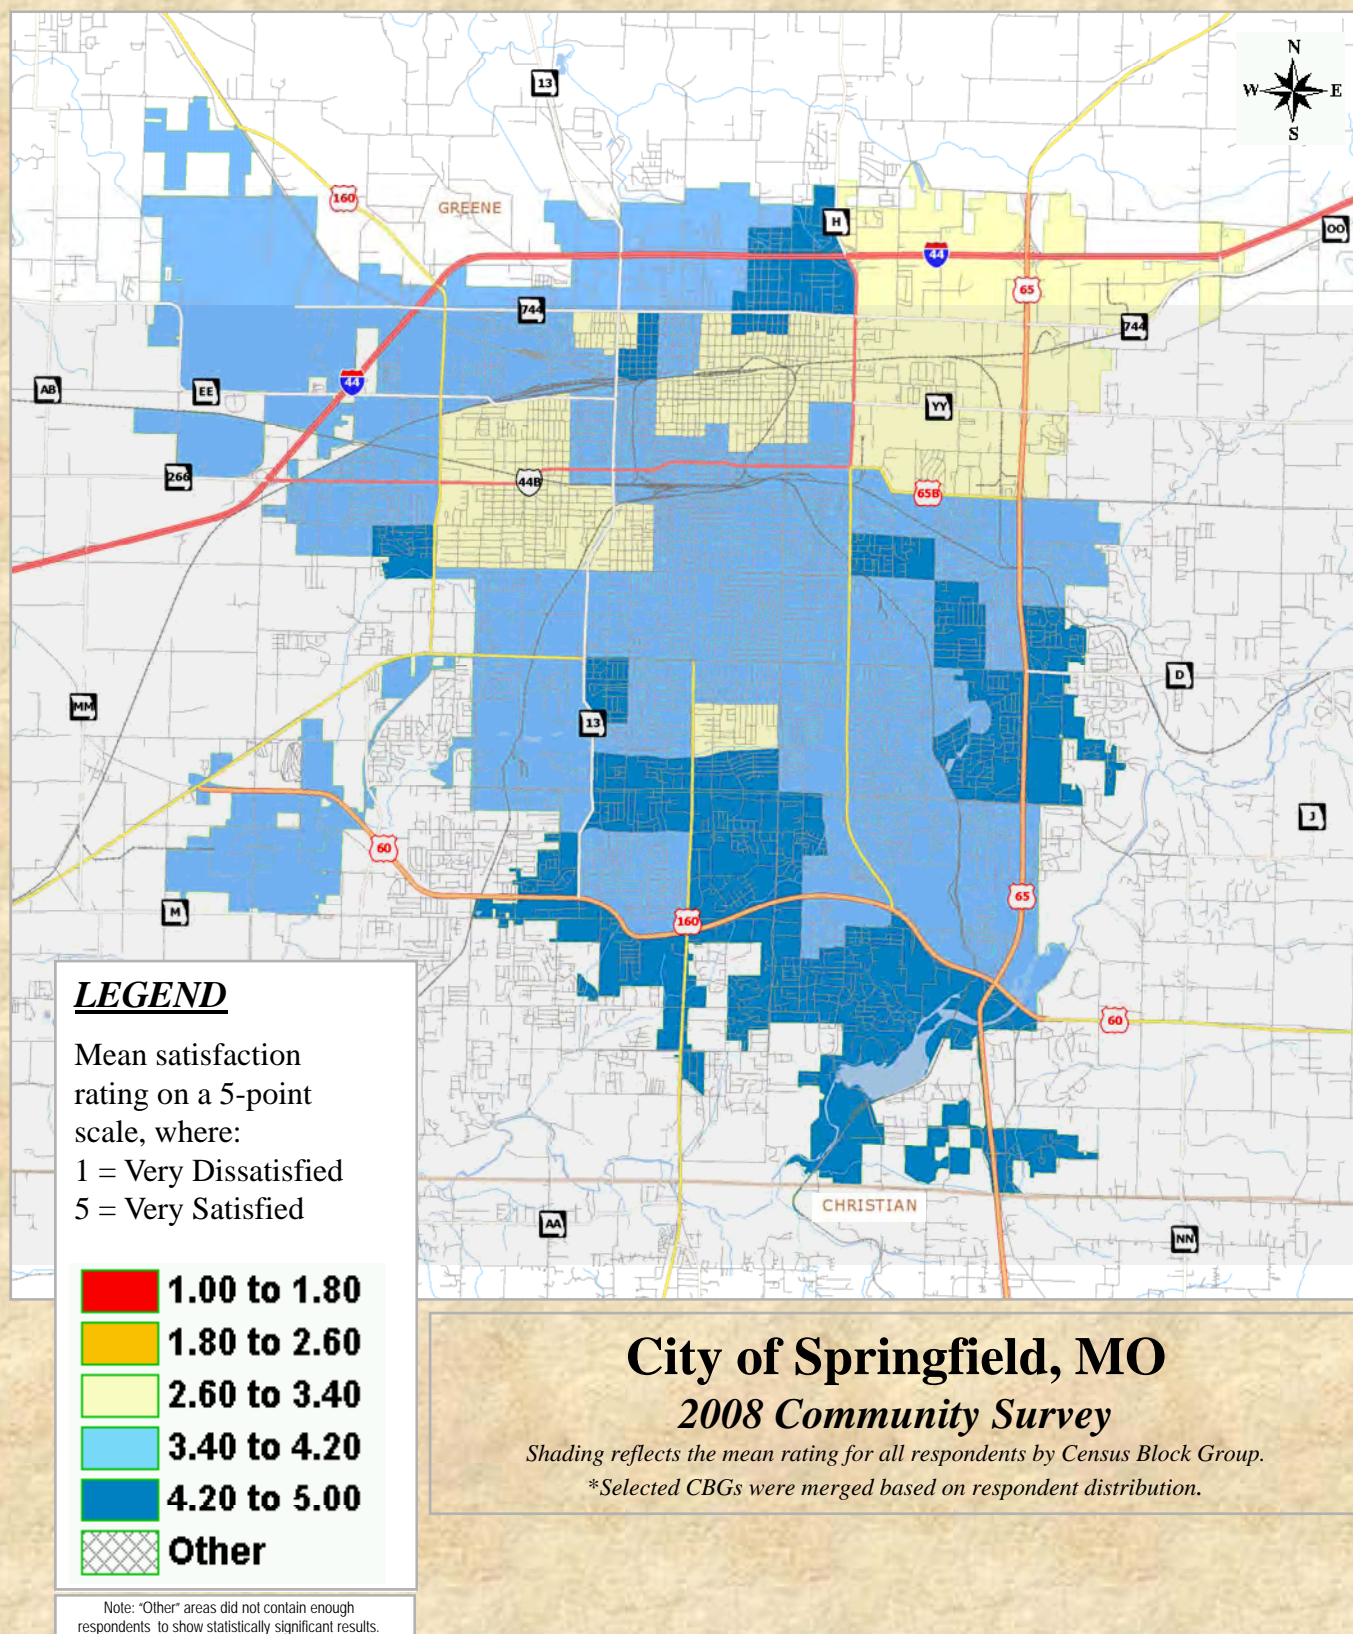 N
W E
S
13
160
GREENE
H
OO
44
65
744
744
44
AB
EE
YY
266
44B
65B
D
MM
13
J
60
65
M
160
60
CHRISTIAN
AA
NN
LEGEND
Mean satisfaction
rating on a 5-point
scale, where:
1 = Very Dissatisfied
5 = Very Satisfied
1.00 to 1.80
1.80 to 2.60
2.60 to 3.40
3.40 to 4.20
4.20 to 5.00
Other
Note: “Other” areas did not contain enough
respondents to show statistically significant results.
City of Springfield, MO
2008 Community Survey
Shading reflects the mean rating for all respondents by Census Block Group.
*Selected CBGs were merged based on respondent distribution.